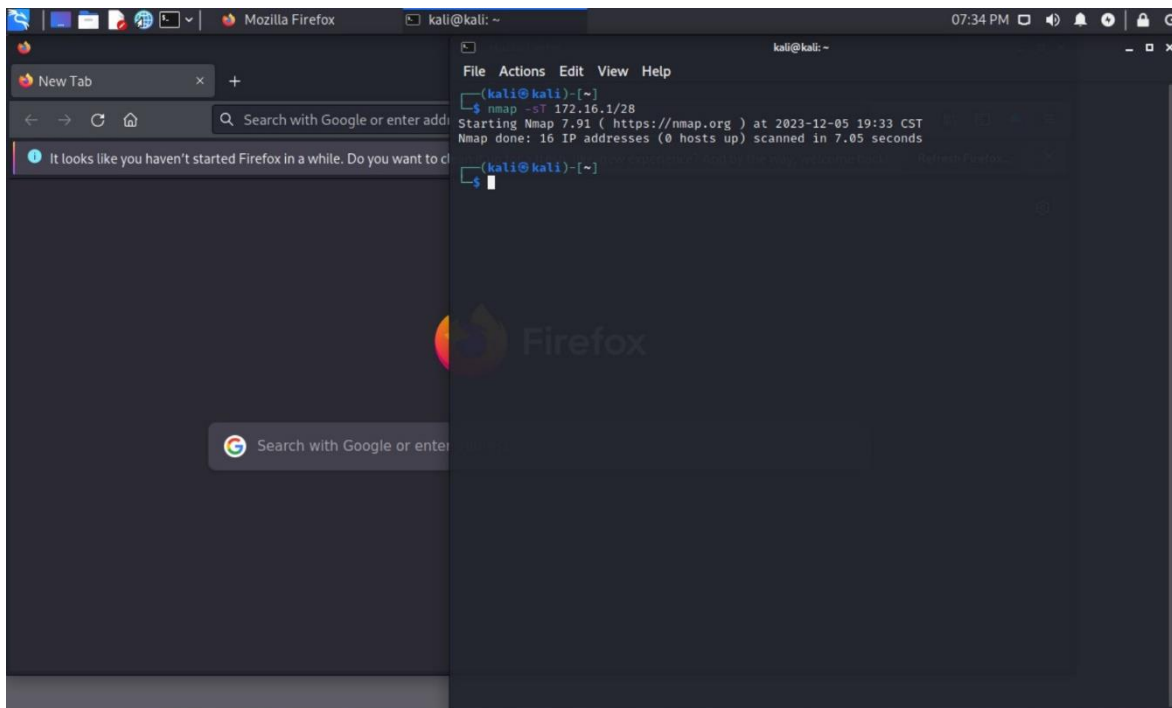 Mozilla Firefox
kali@kali: ~
07:34 PM
kali@kali: ~
New Tab
File Actions Edit View Help
Search with Google or enter addr
It looks like you haven't started Firefox in a while. Do you want to cl
Refresh Firefox...
┌──(kali㉿kali)-[~]
└─$ nmap -sT 172.16.1/28
Starting Nmap 7.91 ( https://nmap.org ) at 2023-12-05 19:33 CST
Nmap done: 16 IP addresses (0 hosts up) scanned in 7.05 seconds
┌──(kali㉿kali)-[~]
└─$
Firefox
Search with Google or enter